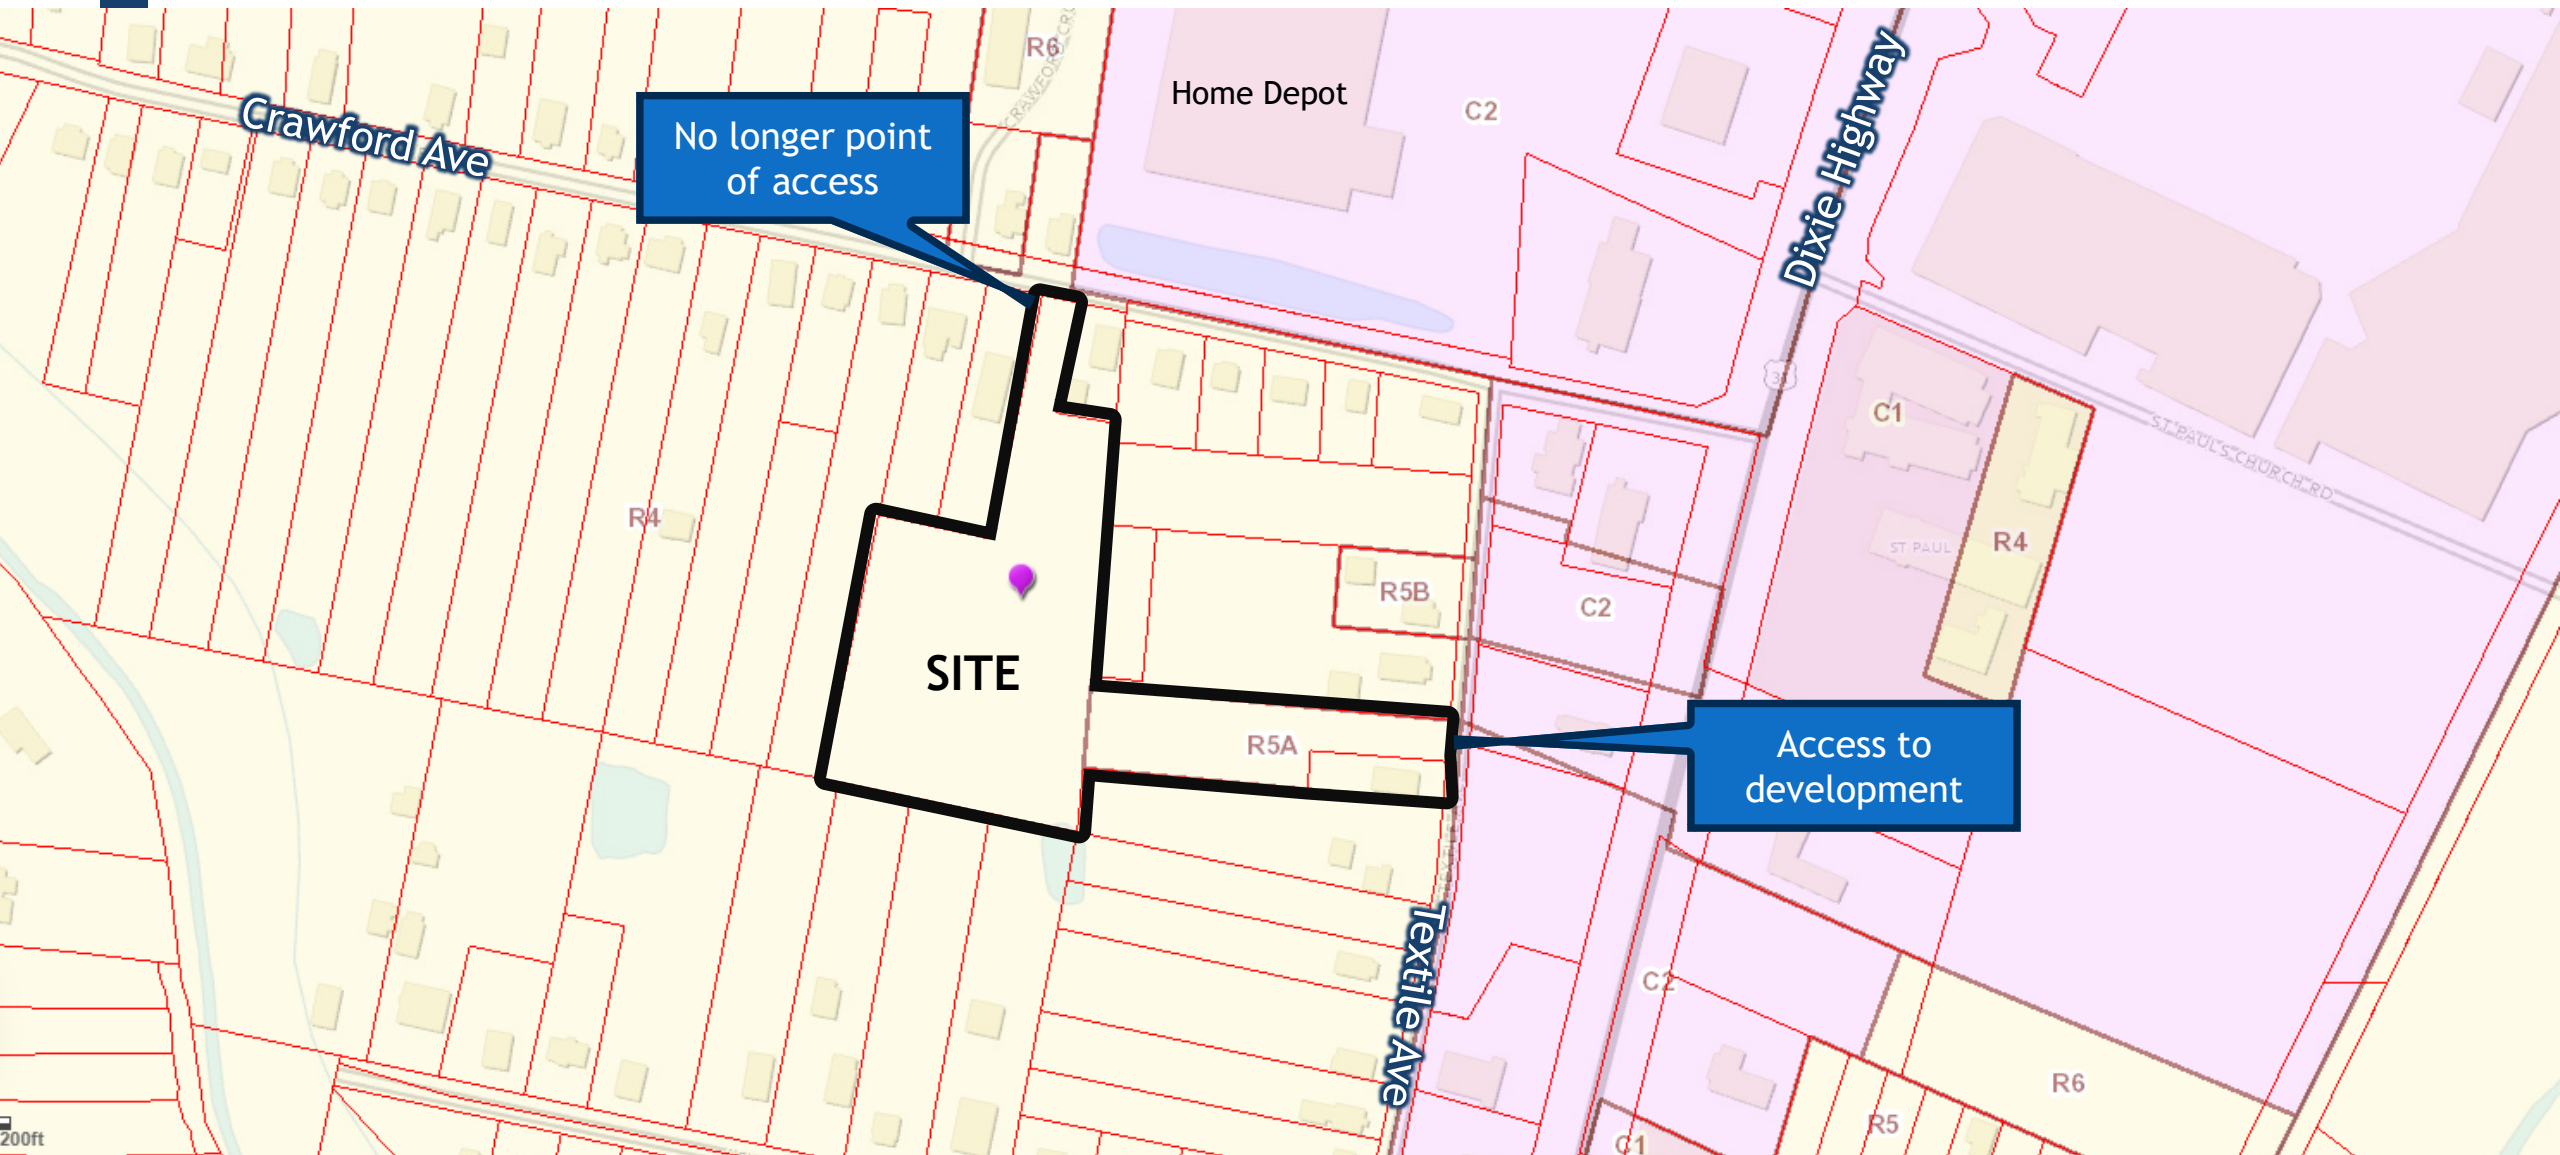 R6
Home Depot
C2
Crawford Ave
No longer point
of access
Dixie Highway
C1
ST PAUL'S CHURCH RD
R4
R4
ST PAUL
R5B
C2
SITE
R5A
Access to
development
Textile Ave
C2
R6
R5
C1
200ft